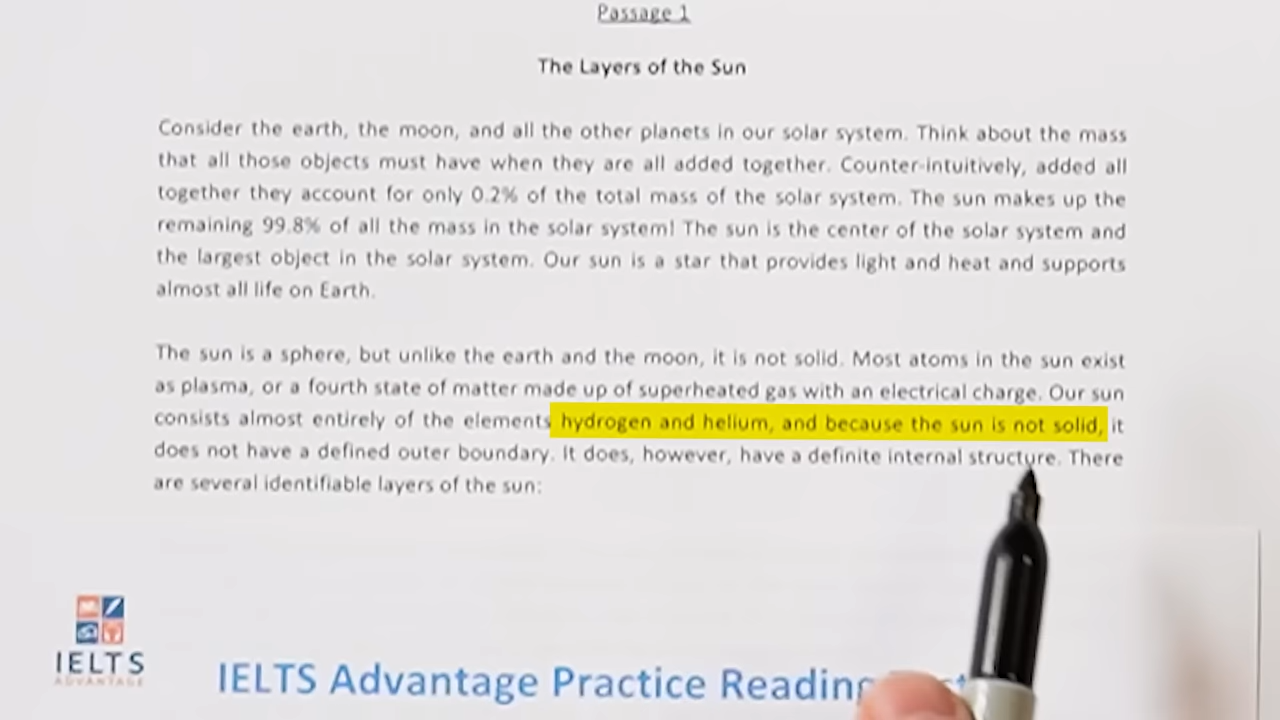 Passage 1
The Layers of the Sun
Consider the earth, the moon, and all the other planets in our solar system. Think about the mass
that all those objects must have when they are all added together. Counter-intuitively, added all
together they account for only 0.2% of the total mass of the solar system. The sun makes up the
remaining 99.8% of all the mass in the solar system! The sun is the center of the solar system and
the largest object in the solar system. Our sun is a star that provides light and heat and supports
almost all life on Earth.
The sun is a sphere, but unlike the earth and the moon, it is not solid. Most atoms in the sun exist
as plasma, or a fourth state of matter made up of superheated gas with an electrical charge. Our sun
consists almost entirely of the elements hydrogen and helium, and because the sun is not solid, it
does not have a defined outer boundary. It does, however, have a definite internal structure. There
are several identifiable layers of the sun:
IELTS
ADVANTAGE
IELTS Advantage Practice Reading